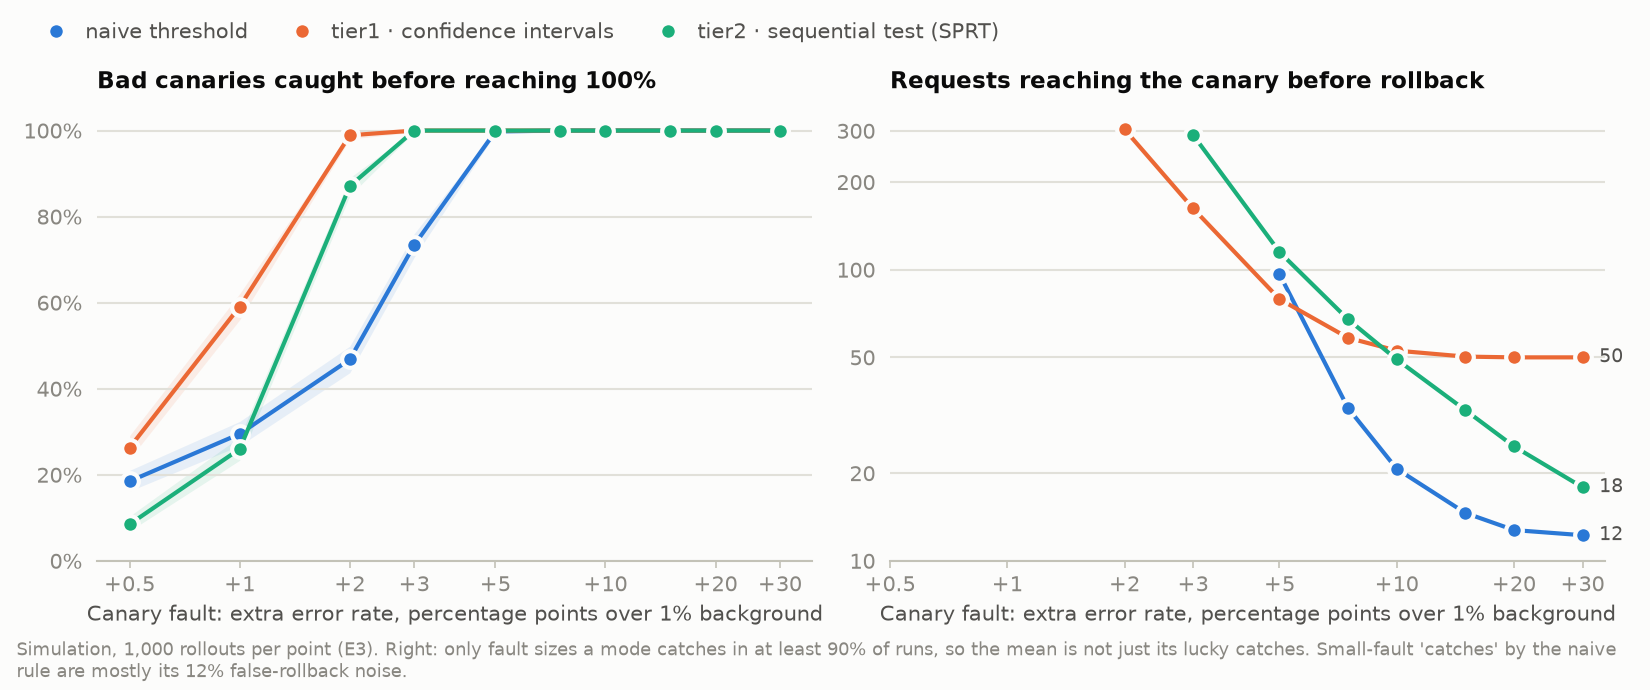 naive threshold
tier1 · confidence intervals
tier2 · sequential test (SPRT)
Bad canaries caught before reaching 100%
100%
80%
60%
40%
20%
0%
+0.5 +1 +2 +3 +5 +10 +20 +30
Canary fault: extra error rate, percentage points over 1% background
Requests reaching the canary before rollback
300
200
100
50
20
10
50
18
12
+0.5 +1 +2 +3 +5 +10 +20 +30
Canary fault: extra error rate, percentage points over 1% background
Simulation, 1,000 rollouts per point (E3). Right: only fault sizes a mode catches in at least 90% of runs, so the mean is not just its lucky catches. Small-fault 'catches' by the naive
rule are mostly its 12% false-rollback noise.